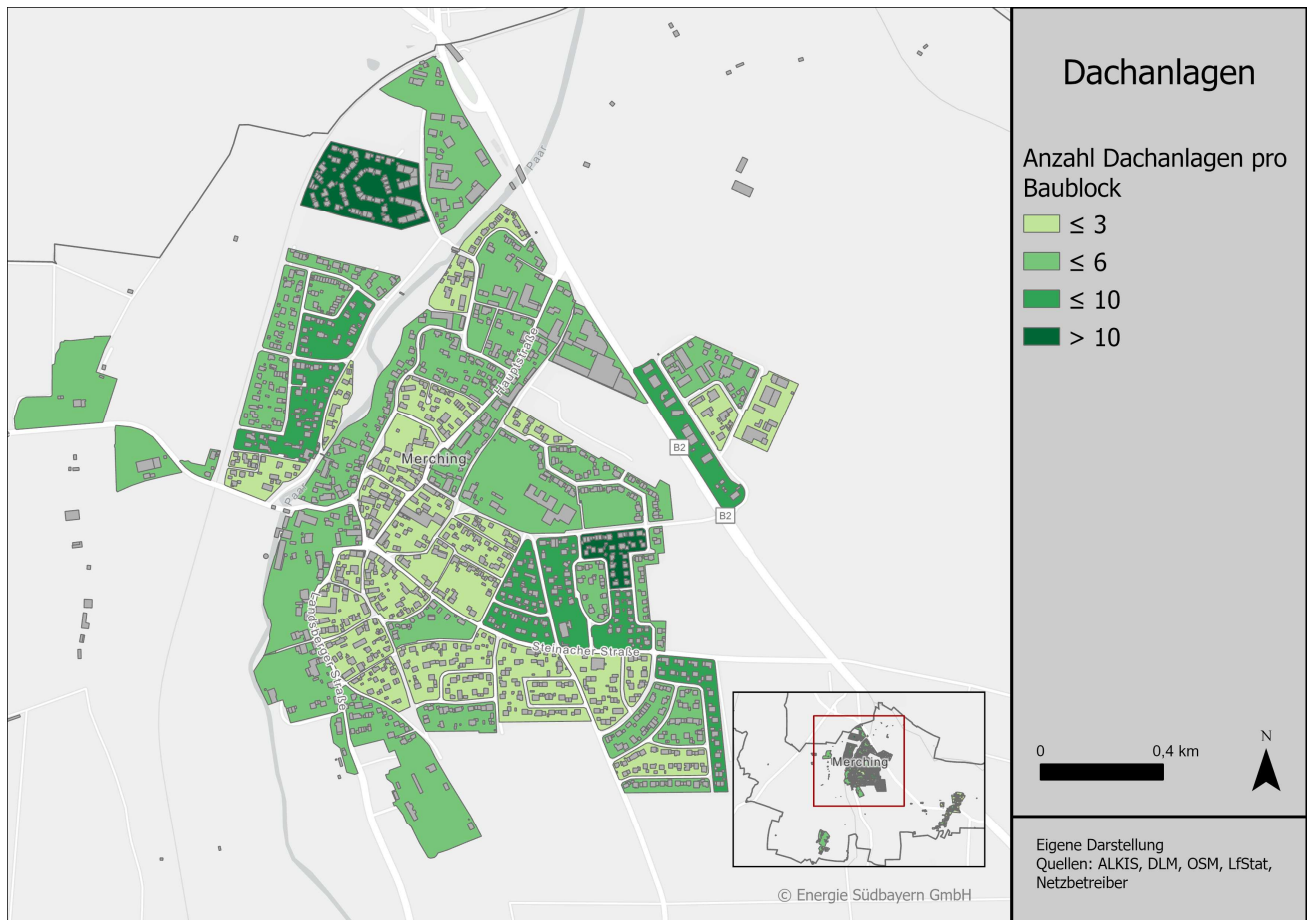 Dachanlagen
Anzahl Dachanlagen pro
Baublock
≤ 3
≤ 6
≤ 10
> 10
0 0,4 km
N
Eigene Darstellung
Quellen: ALKIS, DLM, OSM, LfStat,
Netzbetreiber
Paar
Hauptstraße
B2
Merching
Paar
B2
Landsberger Straße
Steinacher Straße
Merching
© Energie Südbayern GmbH